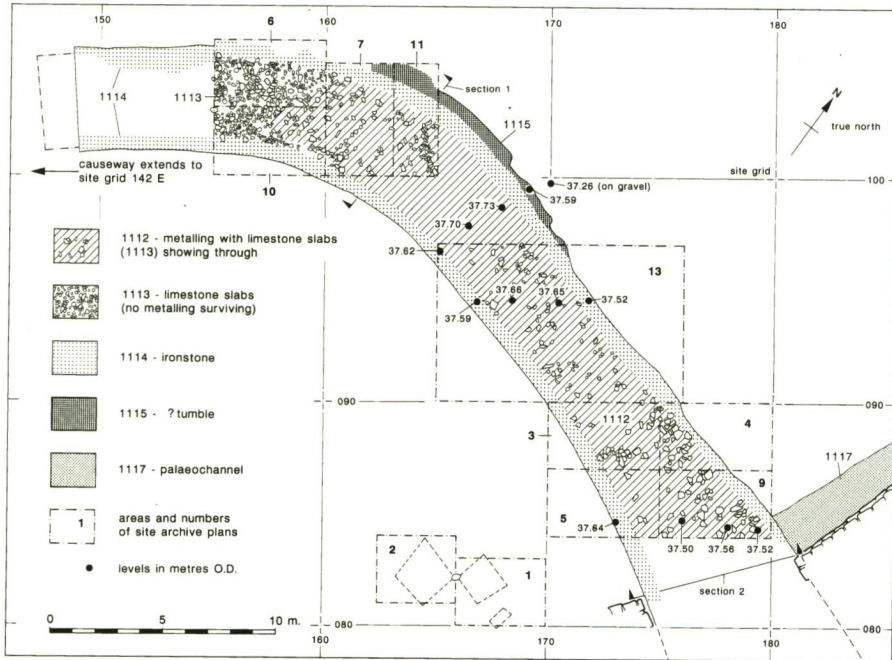 150
6
160
170
180
7
11
section 1
1114
1113
1115
N
true north
site grid
100
causeway extends to
site grid 142 E
10
37.26 (on gravel)
37.59
37.73
37.70
37.62
13
37.66
37.65
37.52
37.59
1112 - metalling with limestone slabs
(1113) showing through
1113 - limestone slabs
(no metalling surviving)
1114 - ironstone
1115 - ?tumble
1117 - palaeochannel
1 areas and numbers
of site archive plans
levels in metres O.D.
090
090
3
1112
4
1117
9
5
37.64
37.50
37.56
37.52
2
1
section 2
0
5
10 m.
080
080
160
170
180